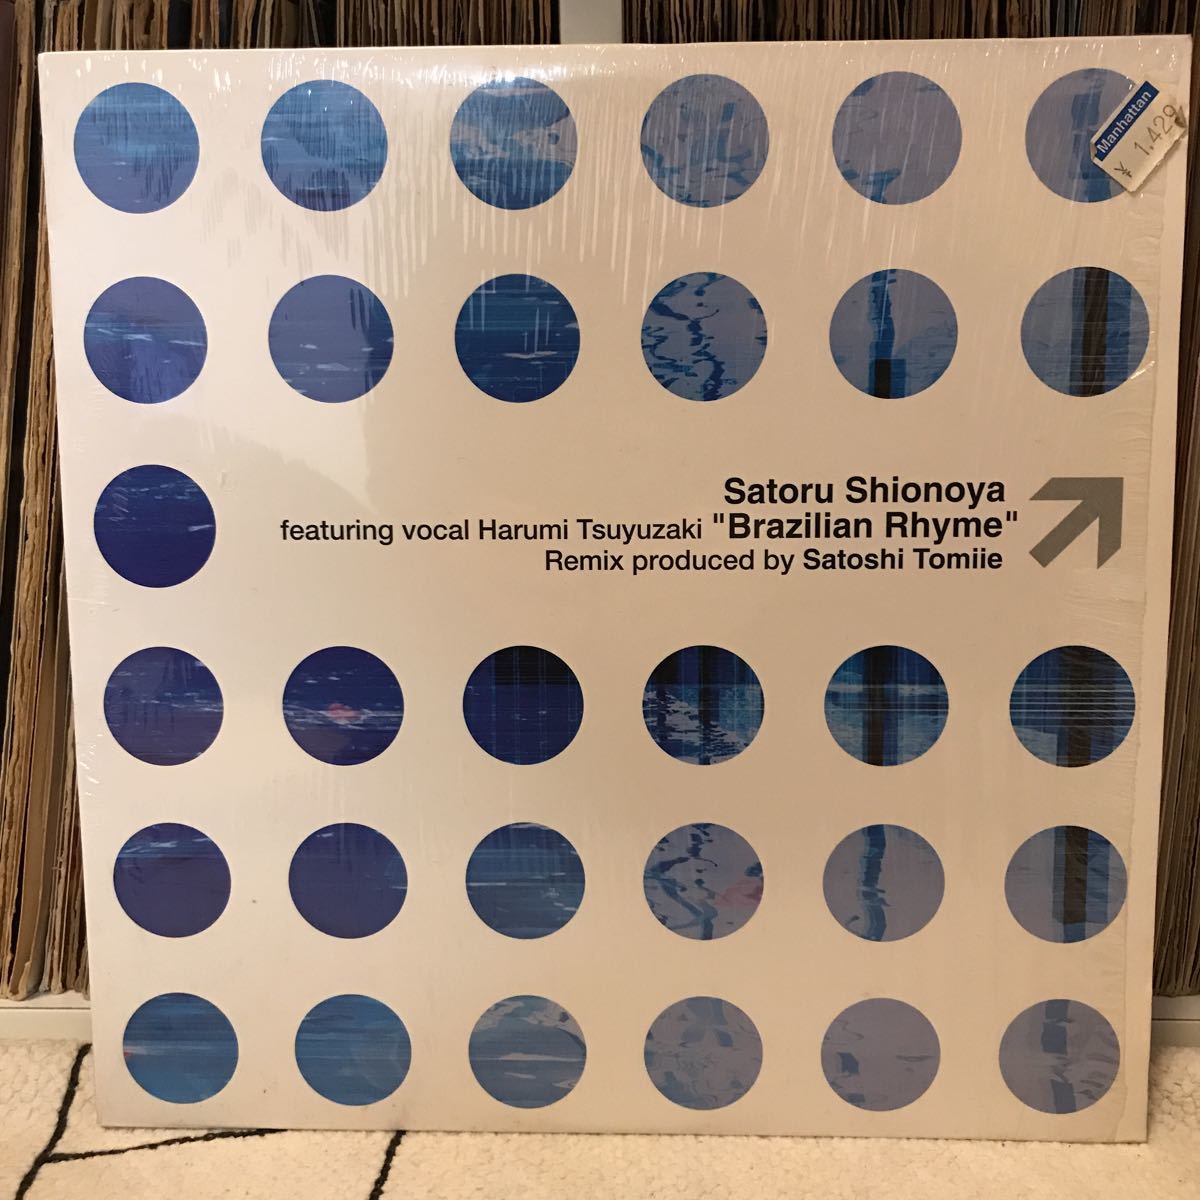 Manhattan
¥ 1,429
Satoru Shionoya
featuring vocal Harumi Tsuyuzaki "Brazilian Rhyme"
Remix produced by Satoshi Tomiie